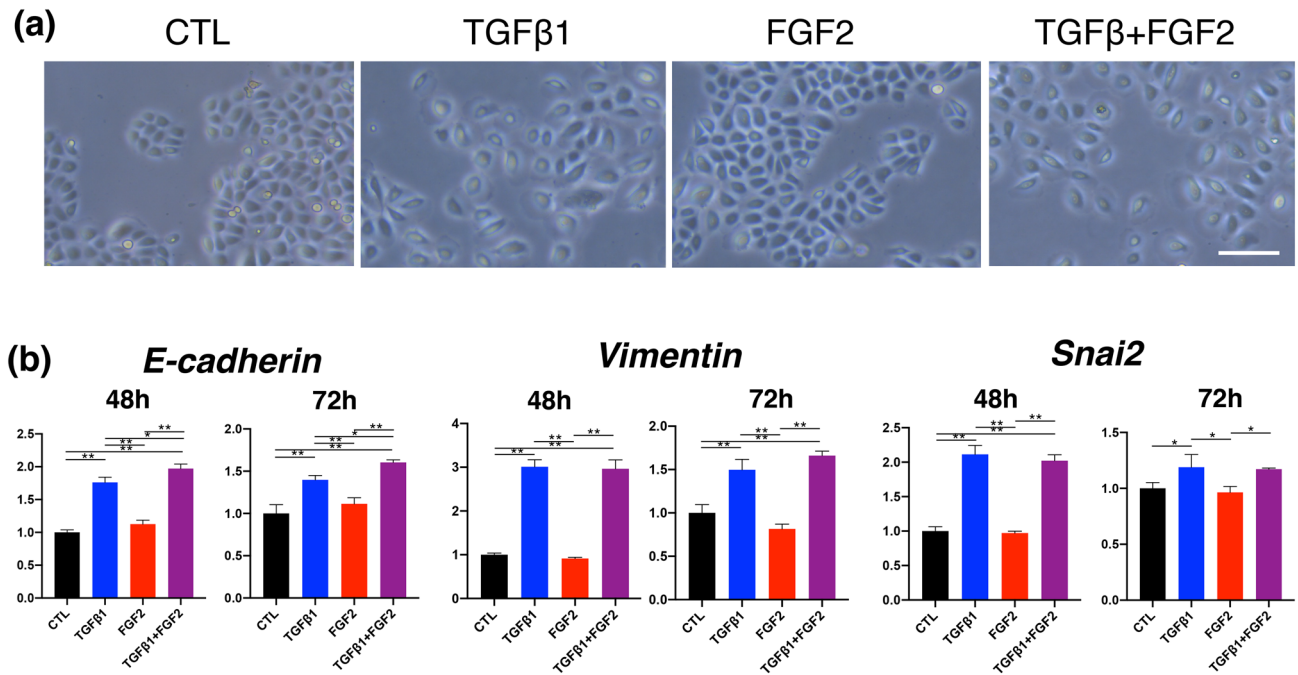 (a)
CTL TGFβ1 FGF2 TGFβ+FGF2
(b)
E-cadherin Vimentin Snai2
48h 72h 48h 72h 48h 72h
2.5
2.0
1.5
1.0
0.5
0.0
** ** ** ** * **
CTL TGFβ1 FGF2 TGFβ1+FGF2
2.0
1.5
1.0
0.5
0.0
** ** ** * **
CTL TGFβ1 FGF2 TGFβ1+FGF2
4
3
2
1
0
** ** ** ** **
CTL TGFβ1 FGF2 TGFβ1+FGF2
2.0
1.5
1.0
0.5
0.0
** ** ** ** **
CTL TGFβ1 FGF2 TGFβ1+FGF2
2.5
2.0
1.5
1.0
0.5
0.0
** ** ** ** **
CTL TGFβ1 FGF2 TGFβ1+FGF2
1.5
1.0
0.5
0.0
* * *
CTL TGFβ1 FGF2 TGFβ1+FGF2